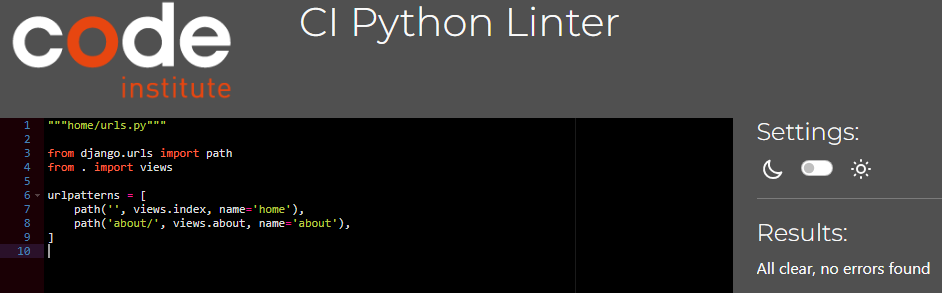 code
institute
CI Python Linter
1 """home/urls.py"""
2
3 from django.urls import path
4 from . import views
5
6 urlpatterns = [
7     path('', views.index, name='home'),
8     path('about/', views.about, name='about'),
9 ]
10
Settings:
Results:
All clear, no errors found